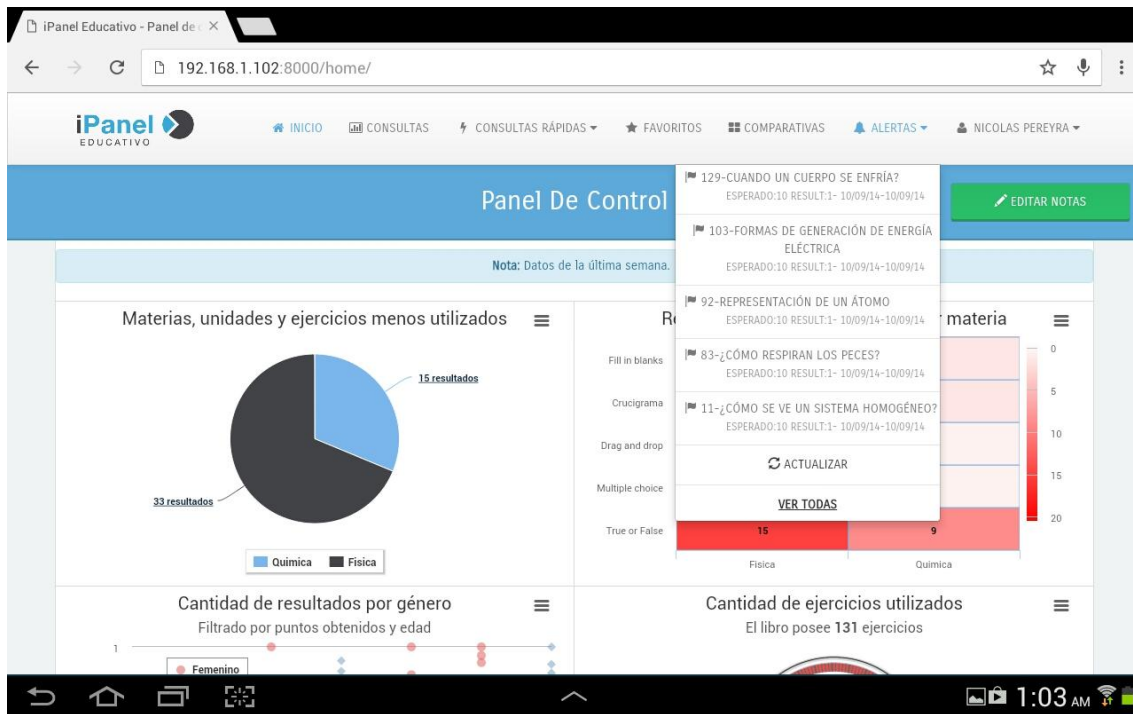 iPanel Educativo - Panel de c
192.168.1.102:8000/home/
iPanel
EDUCATIVO
INICIO
CONSULTAS
CONSULTAS RÁPIDAS
FAVORITOS
COMPARATIVAS
ALERTAS
NICOLAS PEREYRA
Panel De Control
EDITAR NOTAS
129-CUANDO UN CUERPO SE ENFRÍA?
ESPERADO:10 RESULT:1- 10/09/14-10/09/14
103-FORMAS DE GENERACIÓN DE ENERGÍA
ELÉCTRICA
ESPERADO:10 RESULT:1- 10/09/14-10/09/14
92-REPRESENTACIÓN DE UN ÁTOMO
ESPERADO:10 RESULT:1- 10/09/14-10/09/14
83-¿CÓMO RESPIRAN LOS PECES?
ESPERADO:10 RESULT:1- 10/09/14-10/09/14
11-¿CÓMO SE VE UN SISTEMA HOMOGÉNEO?
ESPERADO:10 RESULT:1- 10/09/14-10/09/14
ACTUALIZAR
VER TODAS
Nota: Datos de la última semana.
Materias, unidades y ejercicios menos utilizados
15 resultados
33 resultados
Quimica Fisica
materia
Fill in blanks
Crucigrama
Drag and drop
Multiple choice
True or False
15 9
Fisica Quimica
0
5
10
15
20
Cantidad de resultados por género
Filtrado por puntos obtenidos y edad
1
Femenino
Cantidad de ejercicios utilizados
El libro posee 131 ejercicios
1:03 AM